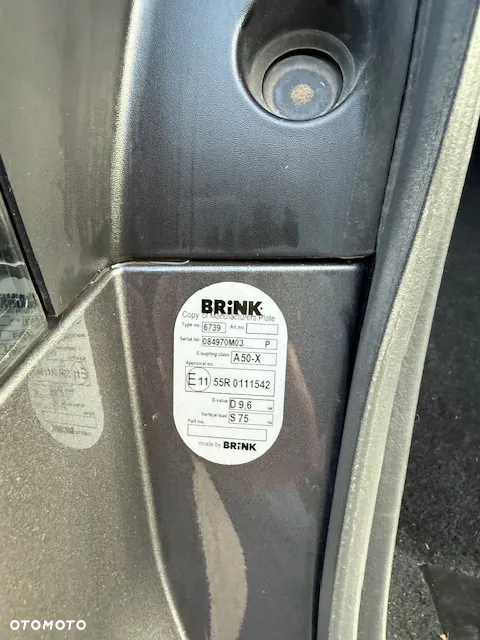 BRiNK
Copy of Manufacturers Plate
Type no. 6739 Art.no.
Serial no. 084970M03 P
Coupling class A50-X
Approval no.
E11 55R 0111542
D-value D 9.6 kN
Vertical load S 75 kg
Part no.
made by BRiNK
OTOMOTO